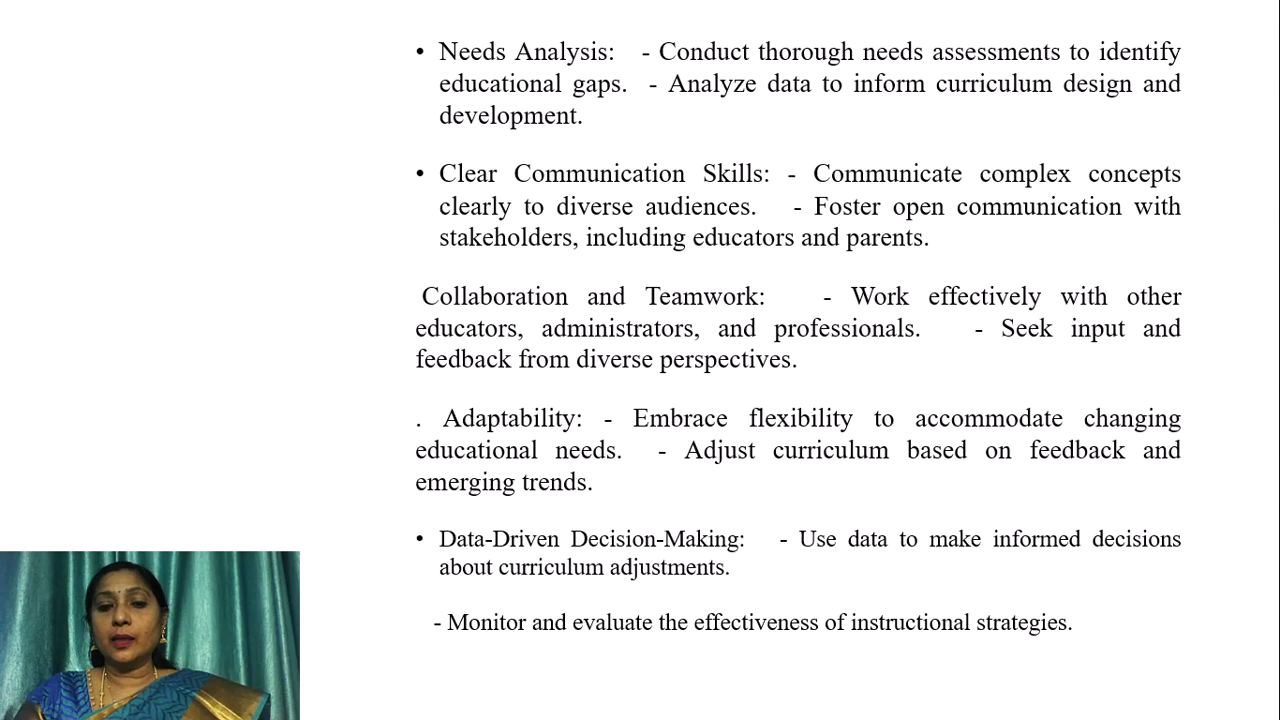 • Needs Analysis: - Conduct thorough needs assessments to identify
educational gaps. - Analyze data to inform curriculum design and
development.
• Clear Communication Skills: - Communicate complex concepts
clearly to diverse audiences. - Foster open communication with
stakeholders, including educators and parents.
Collaboration and Teamwork: - Work effectively with other
educators, administrators, and professionals. - Seek input and
feedback from diverse perspectives.
. Adaptability: - Embrace flexibility to accommodate changing
educational needs. - Adjust curriculum based on feedback and
emerging trends.
• Data-Driven Decision-Making: - Use data to make informed decisions
about curriculum adjustments.
- Monitor and evaluate the effectiveness of instructional strategies.